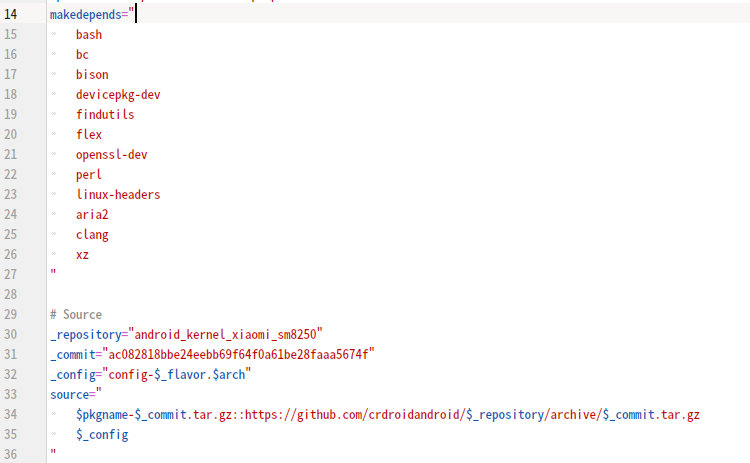 14 makedepends="
15 bash
16 bc
17 bison
18 devicepkg-dev
19 findutils
20 flex
21 openssl-dev
22 perl
23 linux-headers
24 aria2
25 clang
26 xz
27 "
28
29 # Source
30 _repository="android_kernel_xiaomi_sm8250"
31 _commit="ac082818bbe24eebb69f64f0a61be28faaa5674f"
32 _config="config-$_flavor.$arch"
33 source="
34 $pkgname-$_commit.tar.gz::https://github.com/crdroidandroid/$_repository/archive/$_commit.tar.gz
35 $_config
36 "